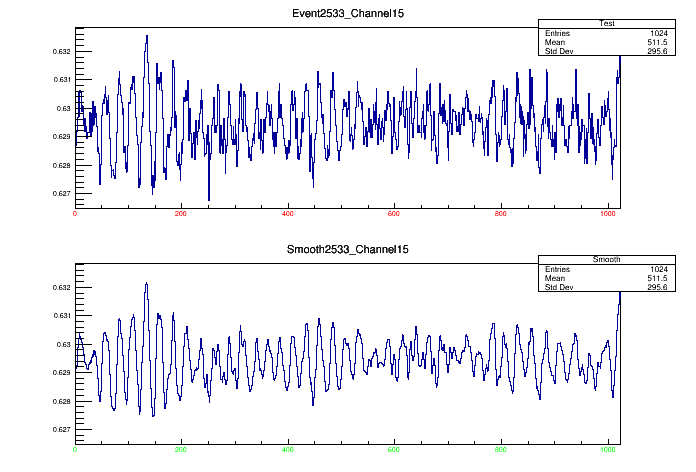 Event2533_Channel15
Test
Entries 1024
Mean 511.5
Std Dev 295.6
0.632
0.631
0.63
0.629
0.628
0.627
0 200 400 600 800 1000
Smooth2533_Channel15
Smooth
Entries 1024
Mean 511.5
Std Dev 295.6
0.632
0.631
0.63
0.629
0.628
0.627
0 200 400 600 800 1000